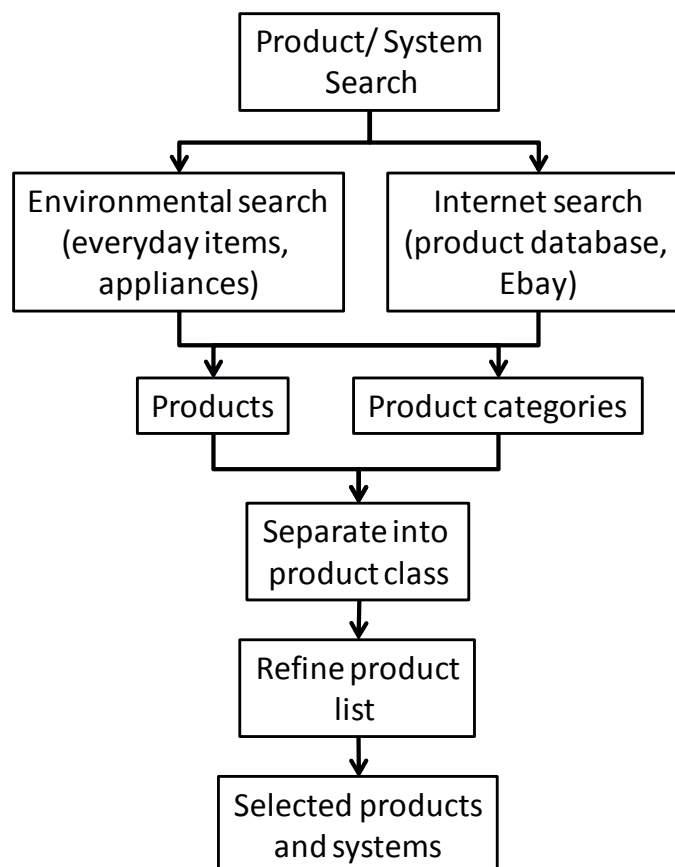 Product/ System
Search
Environmental search
(everyday items,
appliances)
Internet search
(product database,
Ebay)
Products
Product categories
Separate into
product class
Refine product
list
Selected products
and systems